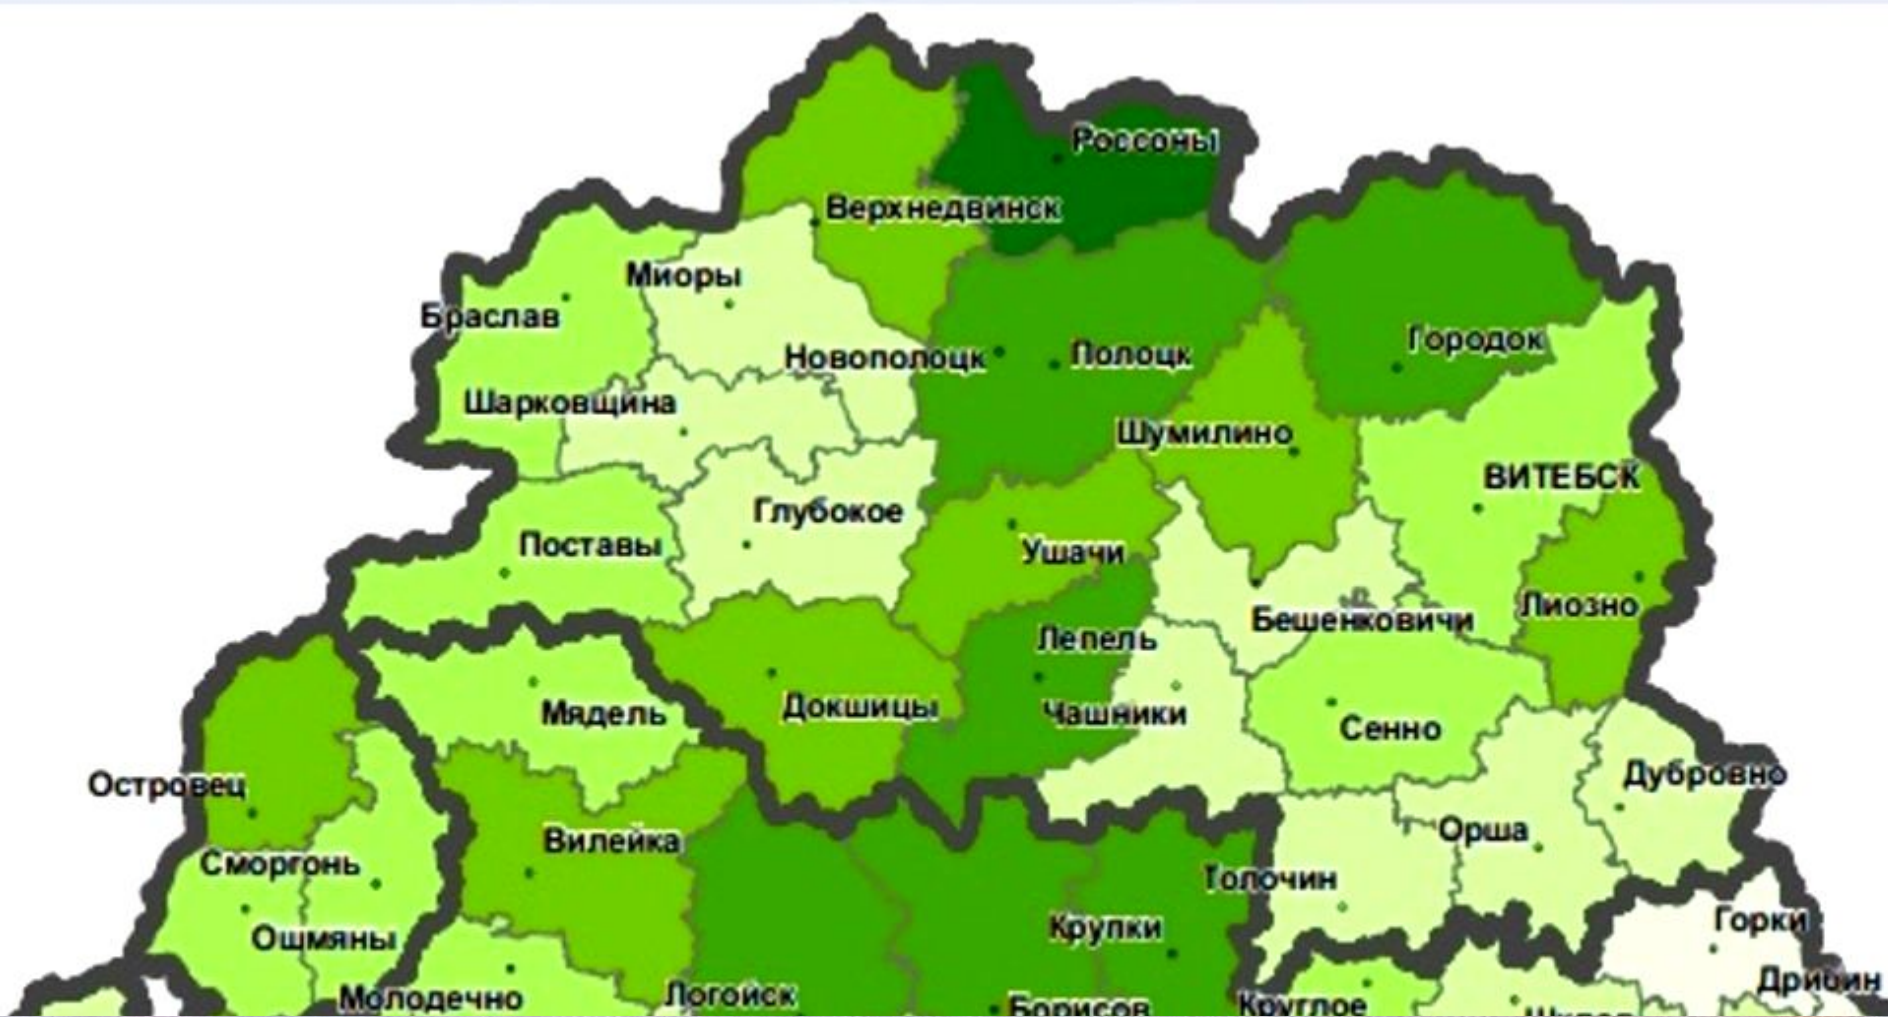 Россоны
Верхнедвинск
Миоры
Браслав
Городок
Новополоцк
Полоцк
Шарковщина
Шумилино
ВИТЕБСК
Глубокое
Поставы
Ушачи
Лиозно
Бешенковичи
Лепель
Докшицы
Чашники
Мядель
Сенно
Дубровно
Островец
Орша
Вилейка
Сморгонь
Толочин
Горки
Крупки
Ошмяны
Дрибин
Молодечно
Логойск
Борисов
Круглое